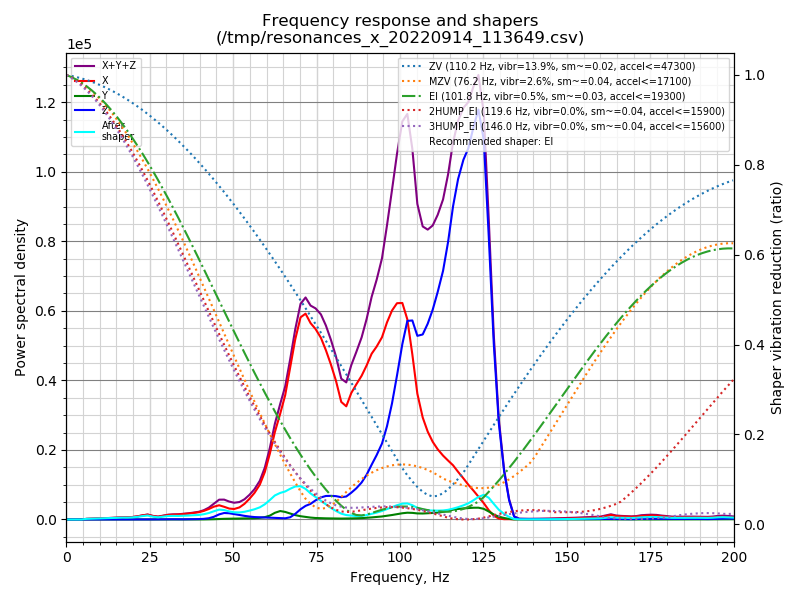 Frequency response and shapers
(/tmp/resonances_x_20220914_113649.csv)
1e5
X+Y+Z
X
Y
Z
After
shaper
ZV (110.2 Hz, vibr=13.9%, sm~=0.02, accel<=47300)
MZV (76.2 Hz, vibr=2.6%, sm~=0.04, accel<=17100)
EI (101.8 Hz, vibr=0.5%, sm~=0.03, accel<=19300)
2HUMP_EI (119.6 Hz, vibr=0.0%, sm~=0.04, accel<=15900)
3HUMP_EI (146.0 Hz, vibr=0.0%, sm~=0.04, accel<=15600)
Recommended shaper: EI
1.2
1.0
0.8
0.6
0.4
0.2
0.0
Power spectral density
1.0
0.8
0.6
0.4
0.2
0.0
Shaper vibration reduction (ratio)
0 25 50 75 100 125 150 175 200
Frequency, Hz